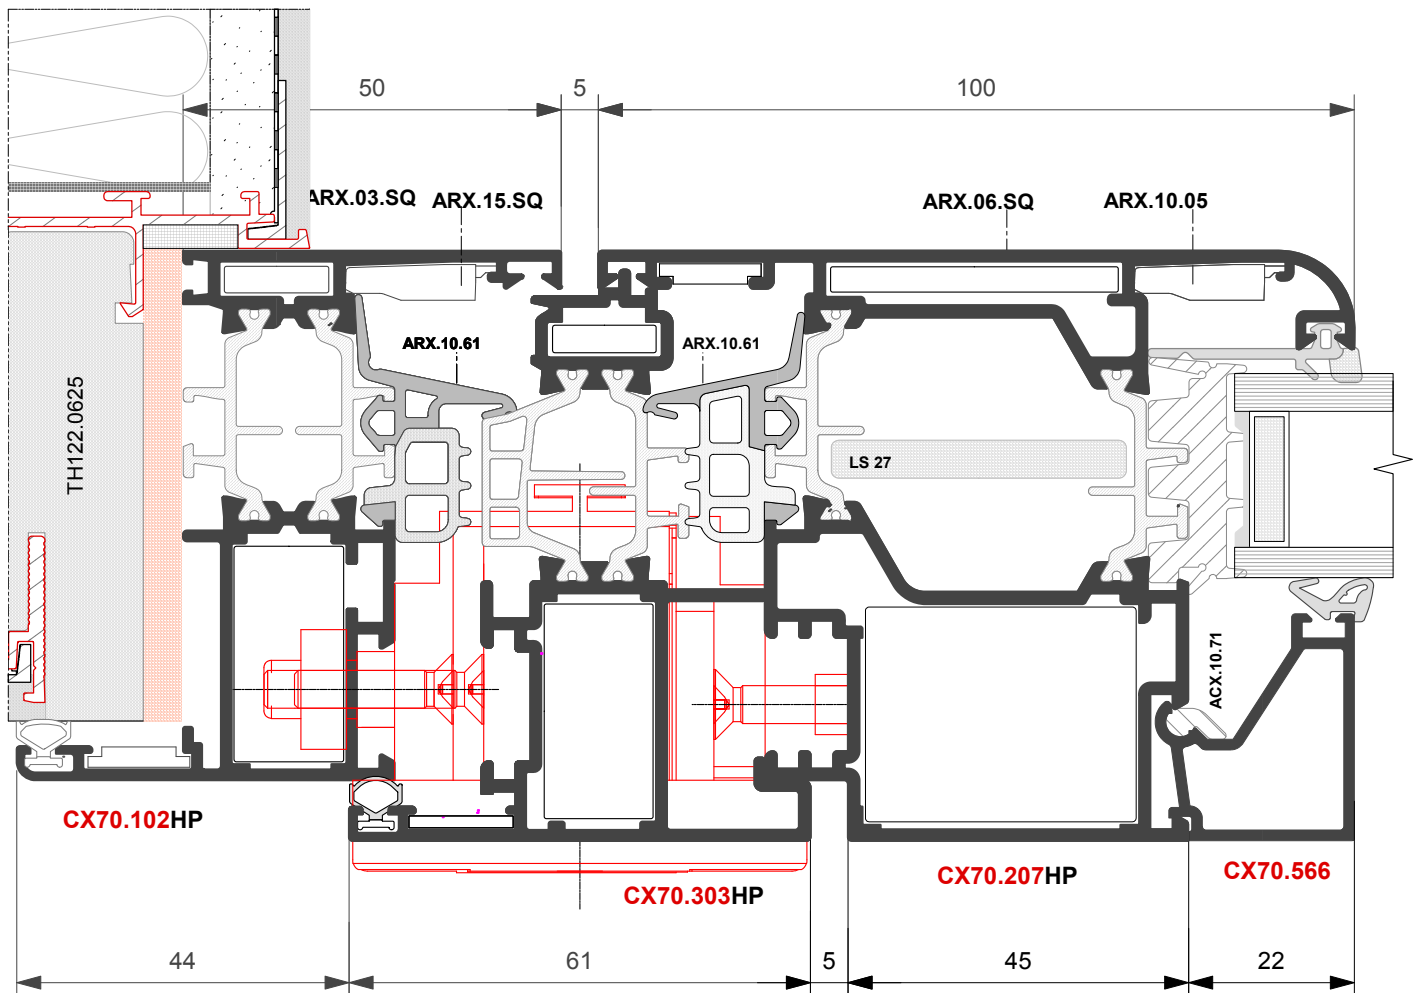 50 5 100
ARX.03.SQ ARX.15.SQ ARX.06.SQ ARX.10.05
ARX.10.61 ARX.10.61
TH122.0625
LS 27
ACX.10.71
CX70.102HP
CX70.303HP
CX70.207HP
CX70.566
44 61 5 45 22